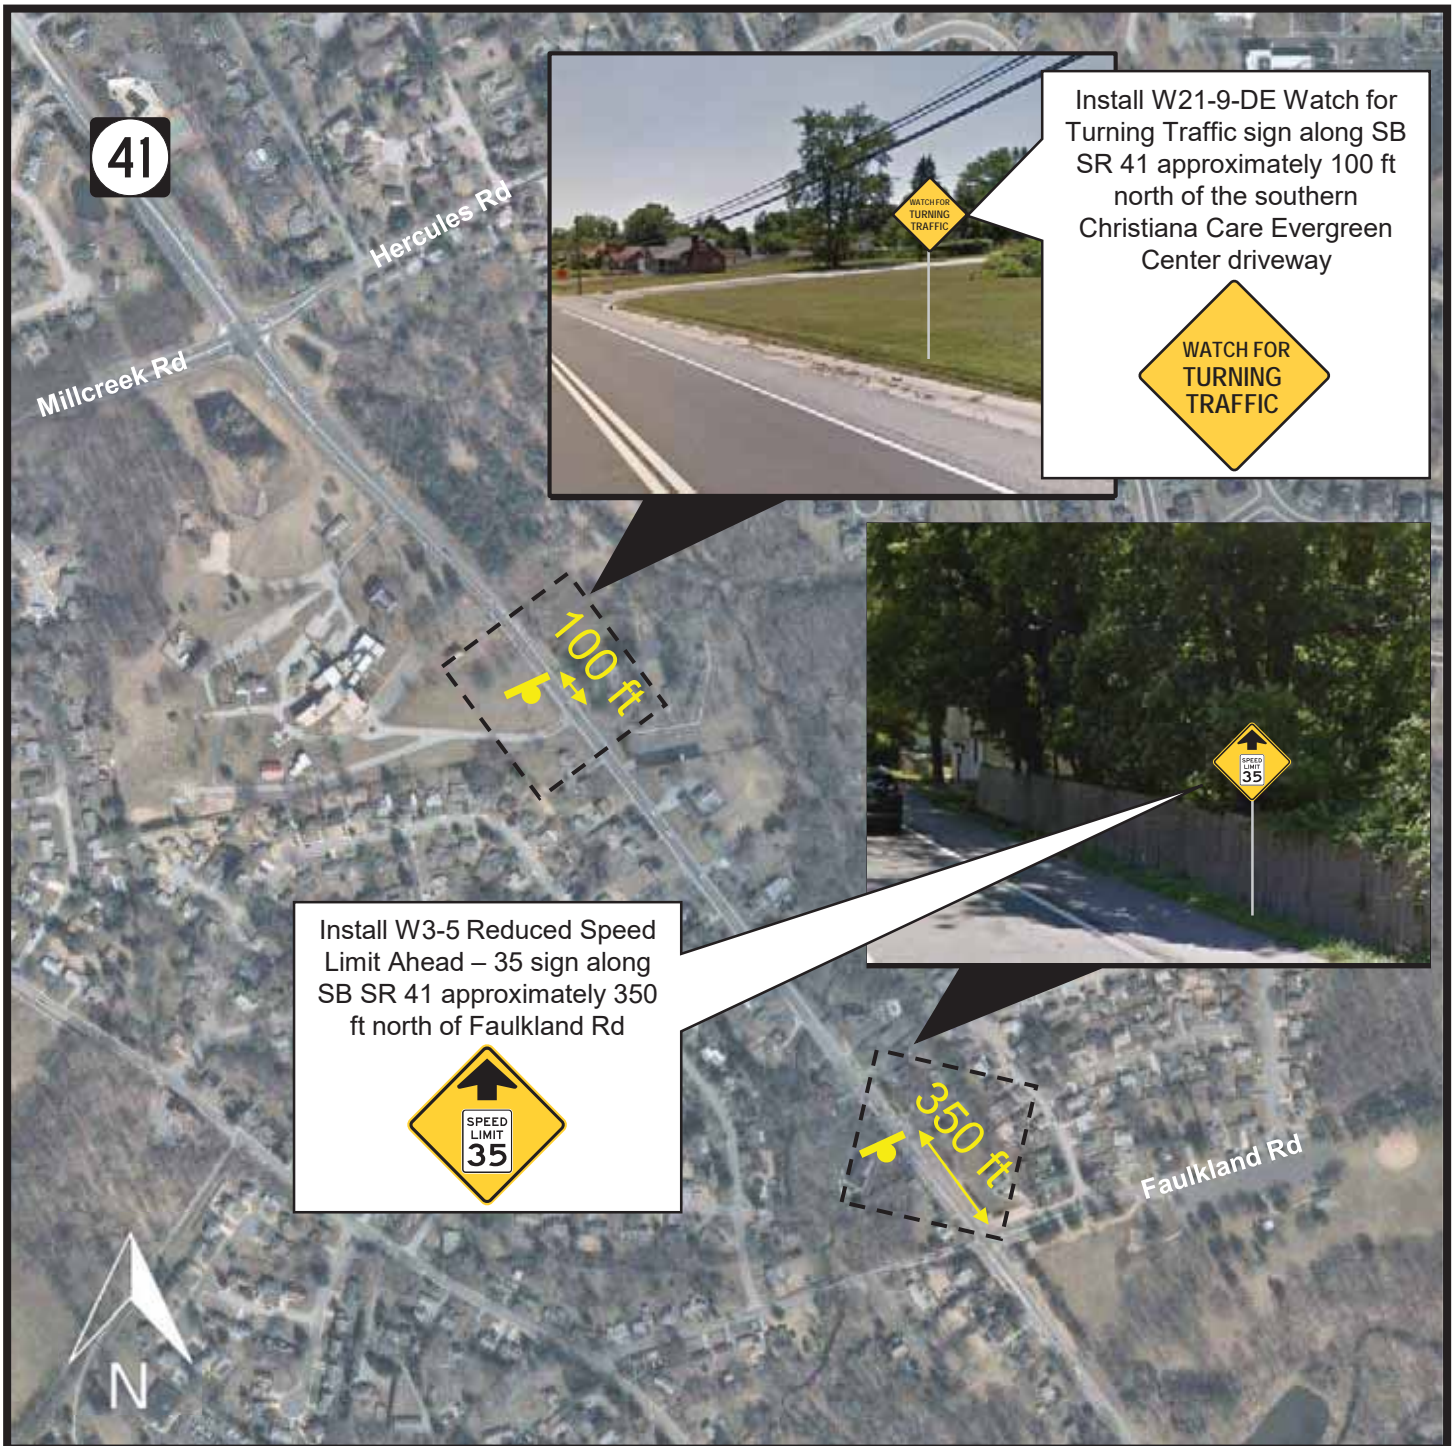 41
Hercules Rd
Millcreek Rd
WATCH FOR
TURNING
TRAFFIC
Install W21-9-DE Watch for
Turning Traffic sign along SB
SR 41 approximately 100 ft
north of the southern
Christiana Care Evergreen
Center driveway
WATCH FOR
TURNING
TRAFFIC
100 ft
SPEED
LIMIT
35
Install W3-5 Reduced Speed
Limit Ahead – 35 sign along
SB SR 41 approximately 350
ft north of Faulkland Rd
SPEED
LIMIT
35
350 ft
Faulkland Rd
N